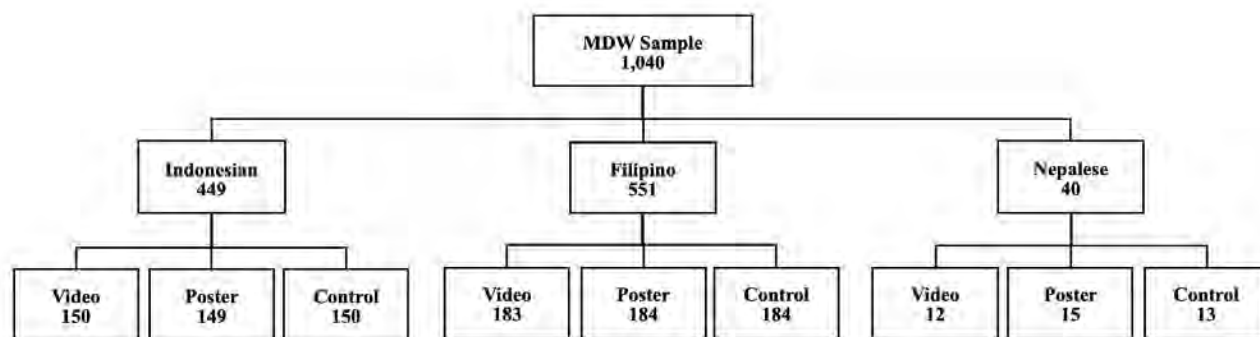 MDW Sample
1,040
Indonesian
449
Filipino
551
Nepalese
40
Video
150
Poster
149
Control
150
Video
183
Poster
184
Control
184
Video
12
Poster
15
Control
13